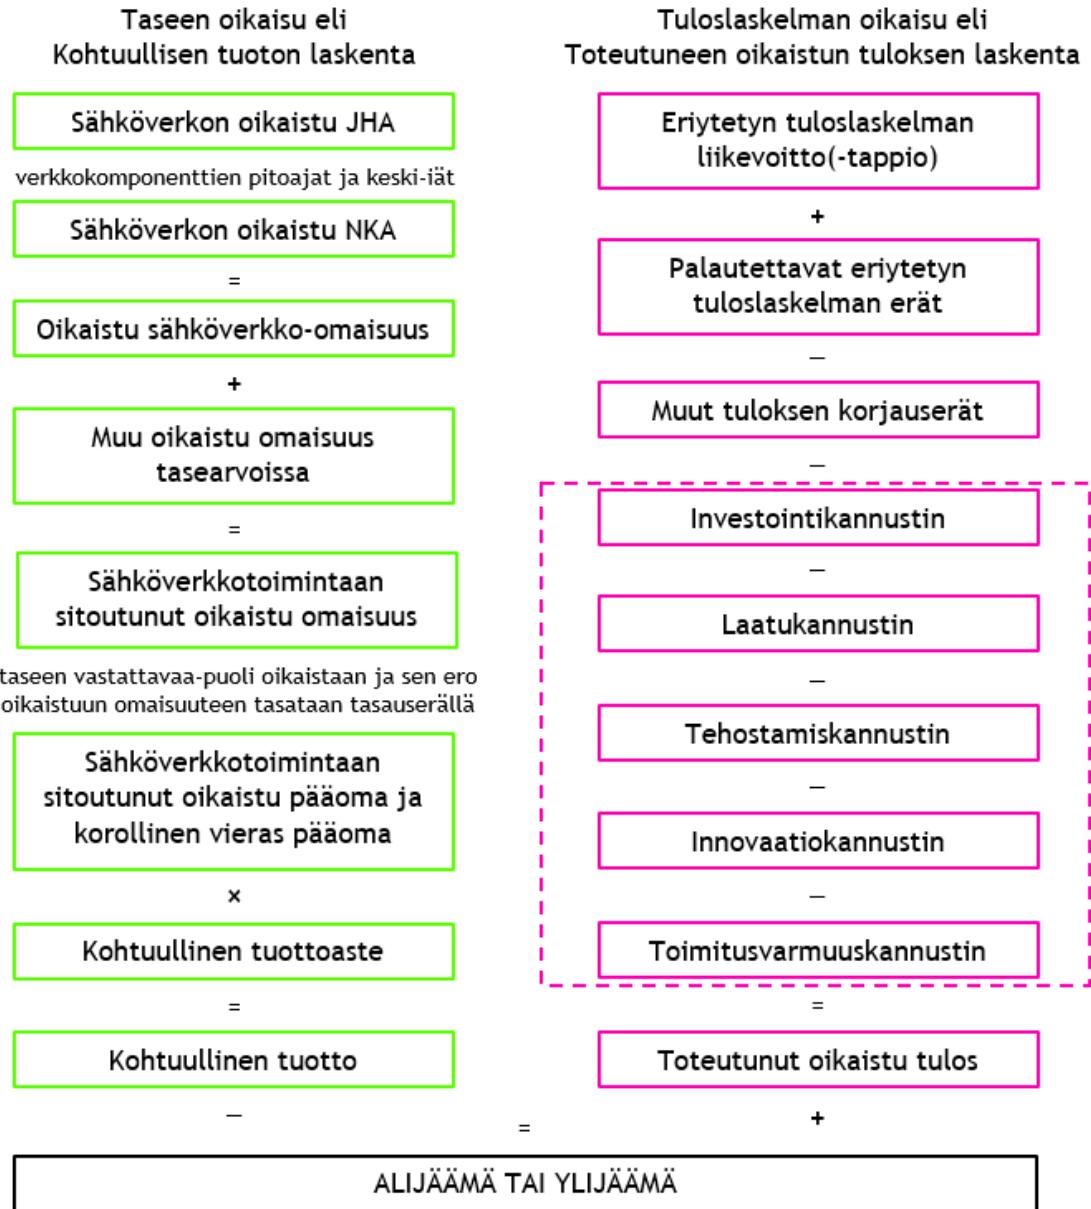 Taseen oikaisu eli
Kohtuullisen tuoton laskenta
Sähköverkon oikaistu JHA
verkkokomponenttien pitoajat ja keski-iät
Sähköverkon oikaistu NKA
=
Oikaistu sähköverkko-omaisuus
+
Muu oikaistu omaisuus
tasearvoissa
=
Sähköverkkotoimintaan
sitoutunut oikaistu omaisuus
taseen vastattavaa-puoli oikaistaan ja sen ero
oikaistuun omaisuuteen tasataan tasauserällä
Sähköverkkotoimintaan
sitoutunut oikaistu pääoma ja
korollinen vieras pääoma
×
Kohtuullinen tuottoaste
=
Kohtuullinen tuotto
−
Tuloslaskelman oikaisu eli
Toteutuneen oikaistun tuloksen laskenta
Eriytetyn tuloslaskelman
liikevoitto(-tappio)
+
Palautettavat eriytetyn
tuloslaskelman erät
−
Muut tuloksen korjauserät
−
Investointikannustin
−
Laatukannustin
−
Tehostamiskannustin
−
Innovaatiokannustin
−
Toimitusvarmuuskannustin
=
Toteutunut oikaistu tulos
+
=
ALIJÄÄMÄ TAI YLIJÄÄMÄ